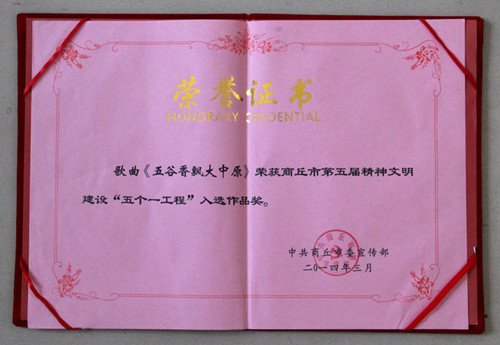 荣誉证书
HONORARY CREDENTIAL
歌曲《五谷香飘大中原》荣获商丘市第五届精神文明
建设“五个一工程”入选作品奖。
中共商丘市委宣传部
二〇一四年三月